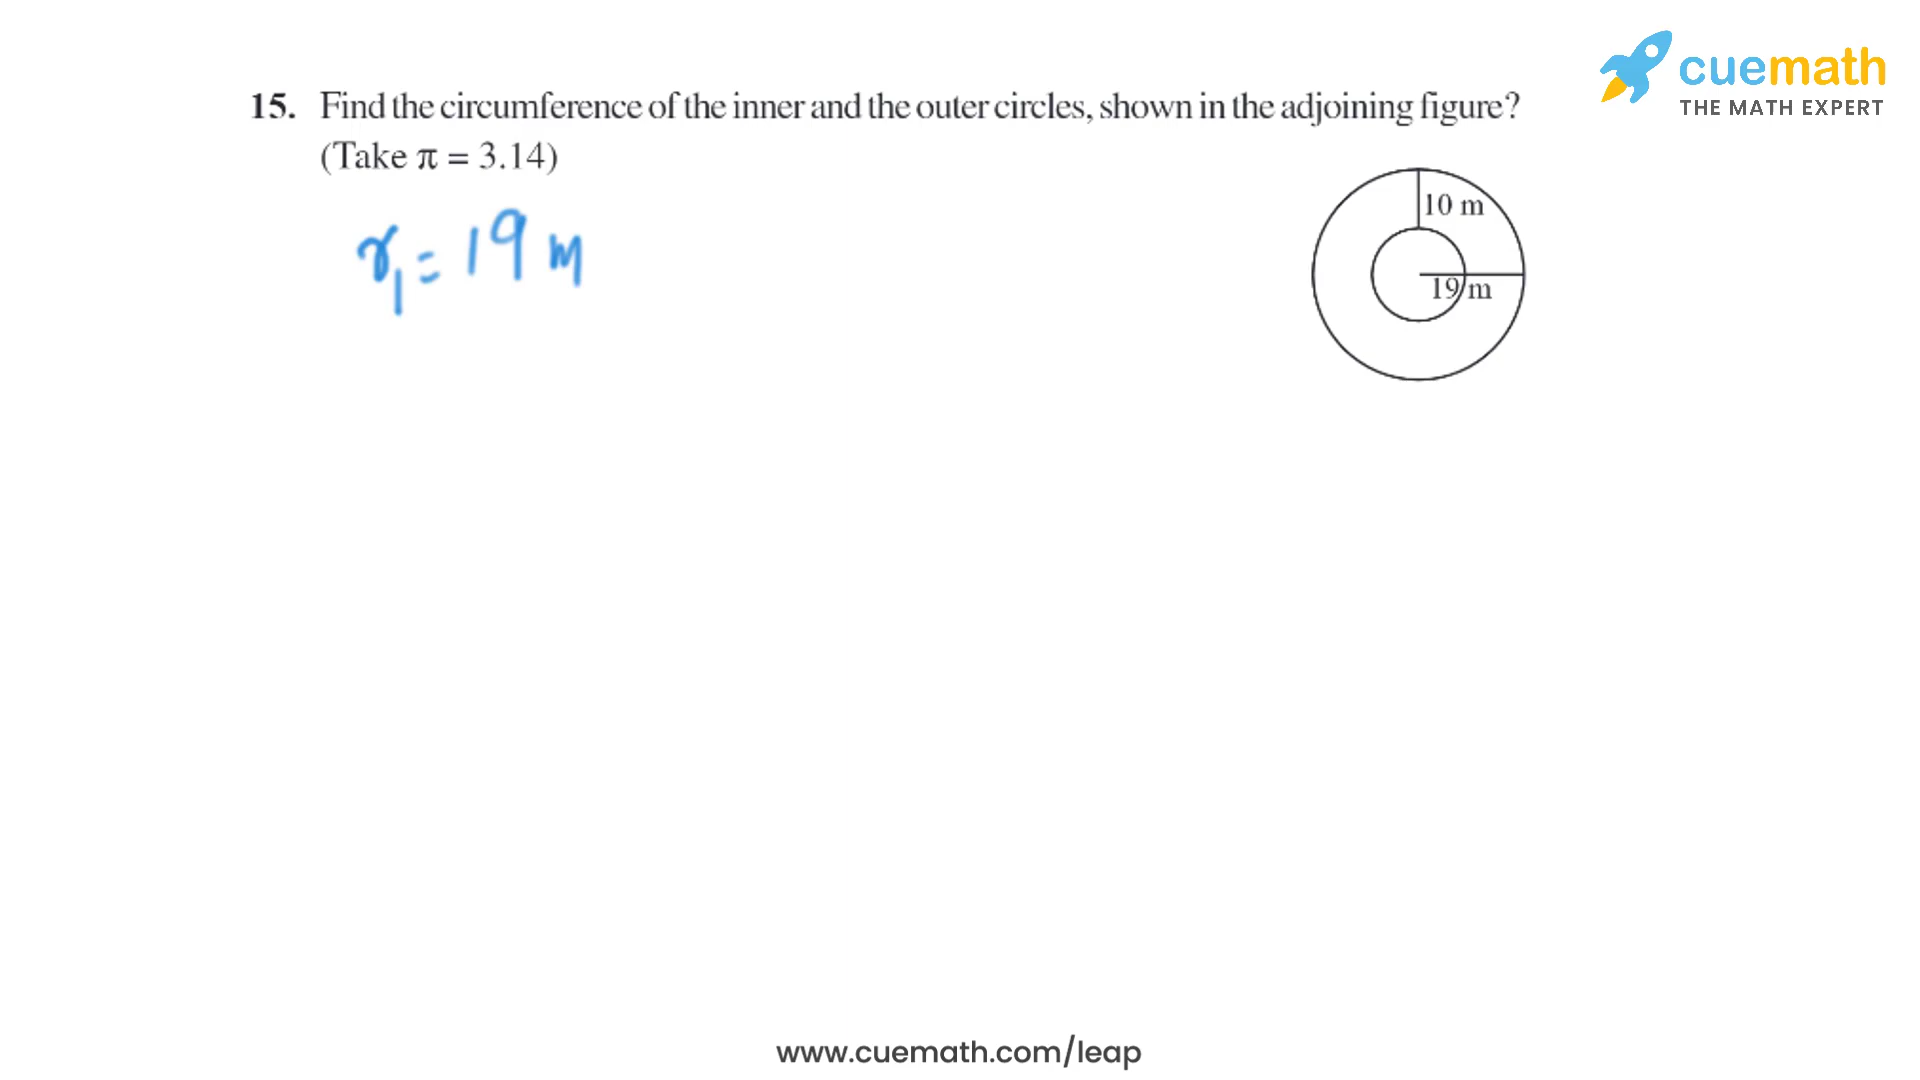 cuemath
THE MATH EXPERT
15. Find the circumference of the inner and the outer circles, shown in the adjoining figure?
(Take π = 3.14)
r₁ = 19 m
10 m
19 m
www.cuemath.com/leap